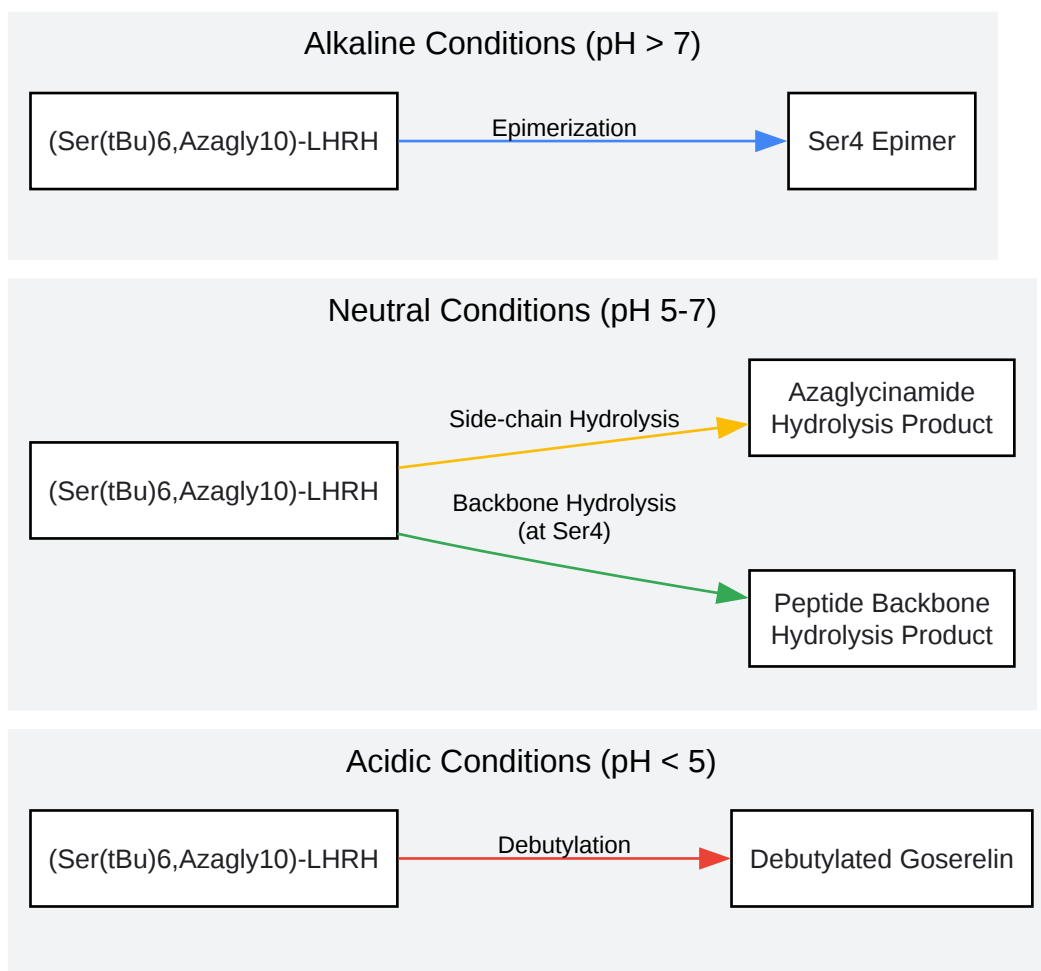 Alkaline Conditions (pH > 7)
(Ser(tBu)6,Azagly10)-LHRH
Epimerization
Ser4 Epimer
Neutral Conditions (pH 5-7)
(Ser(tBu)6,Azagly10)-LHRH
Side-chain Hydrolysis
Azaglycinamide
Hydrolysis Product
Backbone Hydrolysis
(at Ser4)
Peptide Backbone
Hydrolysis Product
Acidic Conditions (pH < 5)
(Ser(tBu)6,Azagly10)-LHRH
Debutylation
Debutylated Goserelin